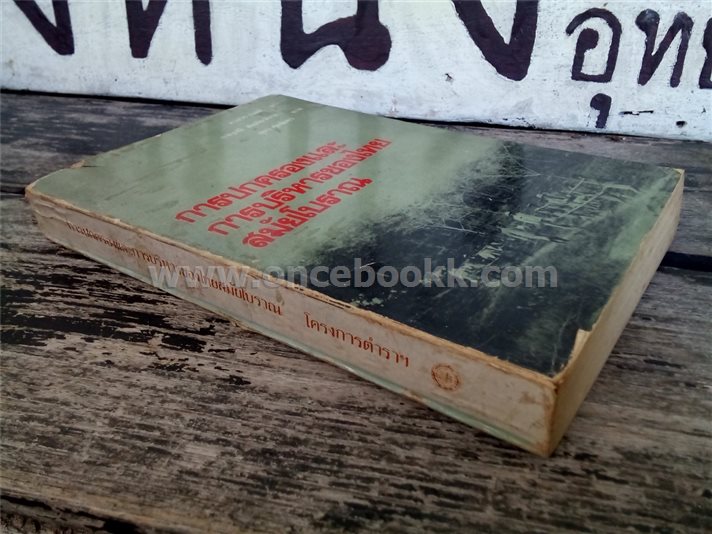 อุทย
การปกครองและ
การบริหารของไทย
สมัยโบราณ
www.oncebookk.com
การปกครองและการบริหารของไทยสมัยโบราณ โครงการตำราฯ